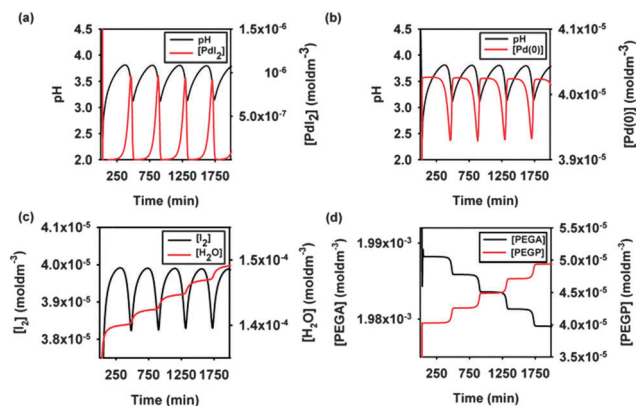 (a)
4.5
4.0
3.5
3.0
2.5
2.0
pH
pH
[PdI2]
1.5x10-6
10-6
5.0x10-7
[PdI2] (moldm-3)
250 750 1250 1750
Time (min)
(b)
4.5
4.0
3.5
3.0
2.5
2.0
pH
pH
[Pd(0)]
4.1x10-5
4.0x10-5
3.9x10-5
[Pd(0)] (moldm-3)
250 750 1250 1750
Time (min)
(c)
4.1x10-5
4.0x10-5
3.9x10-5
3.8x10-5
[I2] (moldm-3)
[I2]
[H2O]
1.5x10-4
1.4x10-4
[H2O] (moldm-3)
250 750 1250 1750
Time (min)
(d)
1.99x10-3
1.98x10-3
[PEGA] (moldm-3)
[PEGA]
[PEGP]
5.5x10-5
5.0x10-5
4.5x10-5
4.0x10-5
3.5x10-5
[PEGP] (moldm-3)
250 750 1250 1750
Time (min)